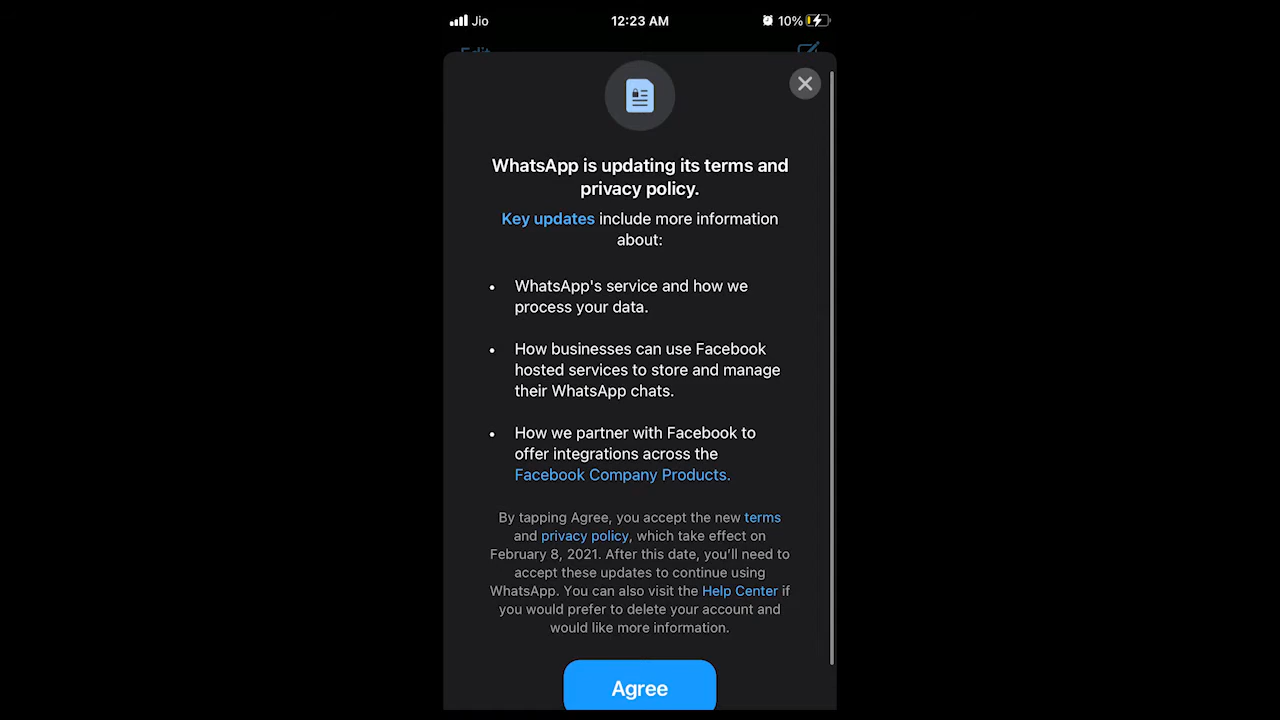 Jio 12:23 AM 10%
WhatsApp is updating its terms and
privacy policy.
Key updates include more information
about:
• WhatsApp's service and how we
process your data.
• How businesses can use Facebook
hosted services to store and manage
their WhatsApp chats.
• How we partner with Facebook to
offer integrations across the
Facebook Company Products.
By tapping Agree, you accept the new terms
and privacy policy, which take effect on
February 8, 2021. After this date, you'll need to
accept these updates to continue using
WhatsApp. You can also visit the Help Center if
you would prefer to delete your account and
would like more information.
Agree